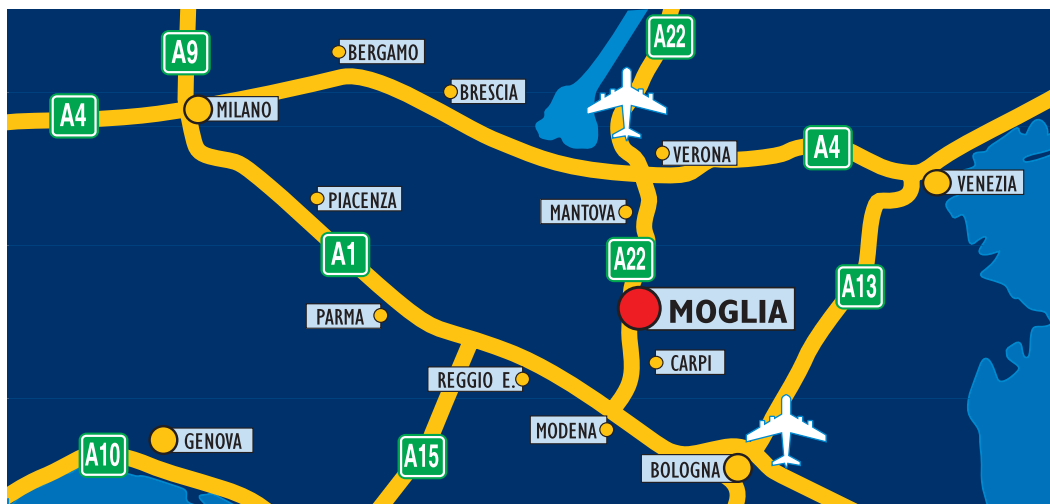 A9
A22
BERGAMO
BRESCIA
A4
MILANO
VERONA
A4
VENEZIA
PIACENZA
MANTOVA
A1
A22
A13
MOGLIA
PARMA
CARPI
REGGIO E.
MODENA
GENOVA
A10
A15
BOLOGNA